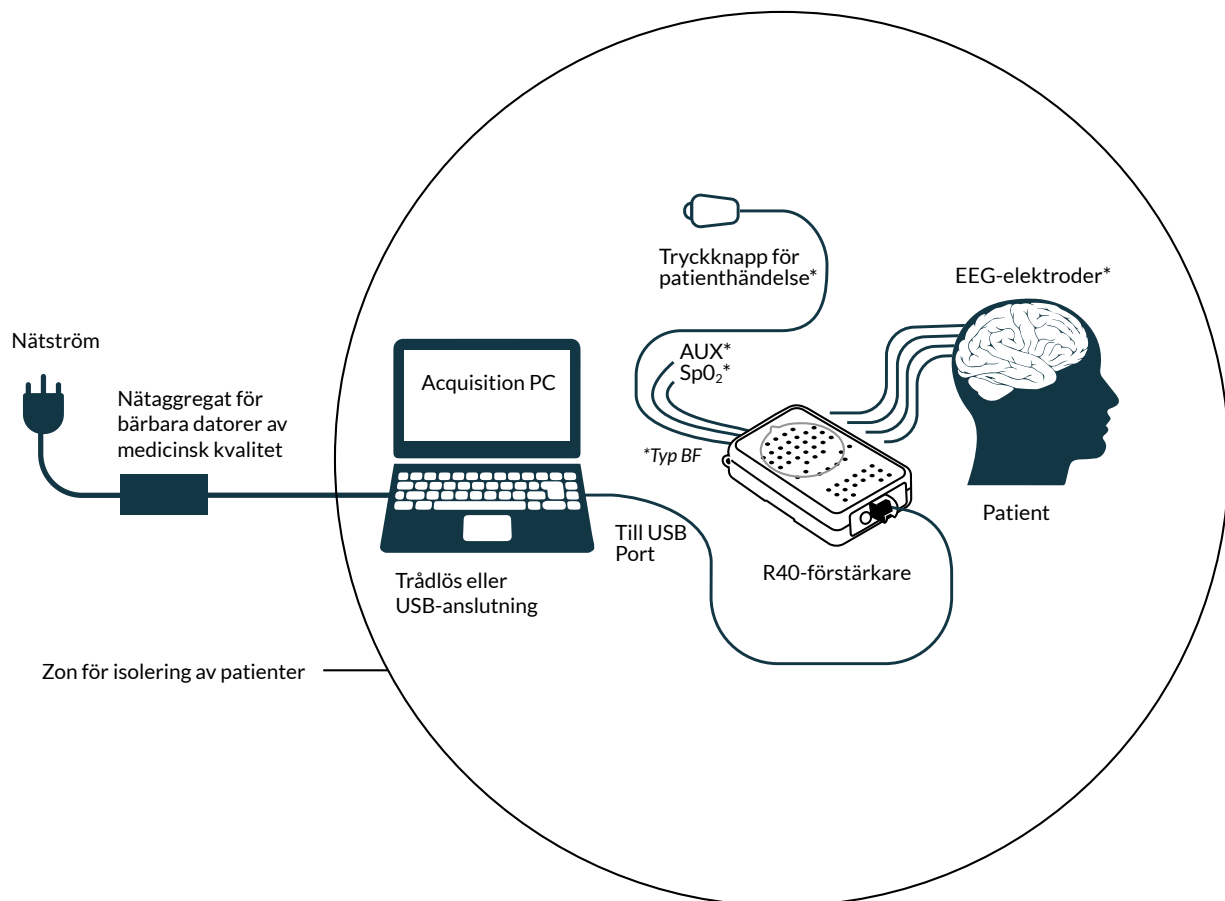 Tryckknapp för
patienthändelse*
EEG-elektroder*
Nätström
AUX*
Sp0₂*
Acquisition PC
Nätaggregat för
bärbara datorer av
medicinsk kvalitet
*Typ BF
Patient
Till USB
Port
R40-förstärkare
Trådlös eller
USB-anslutning
Zon för isolering av patienter